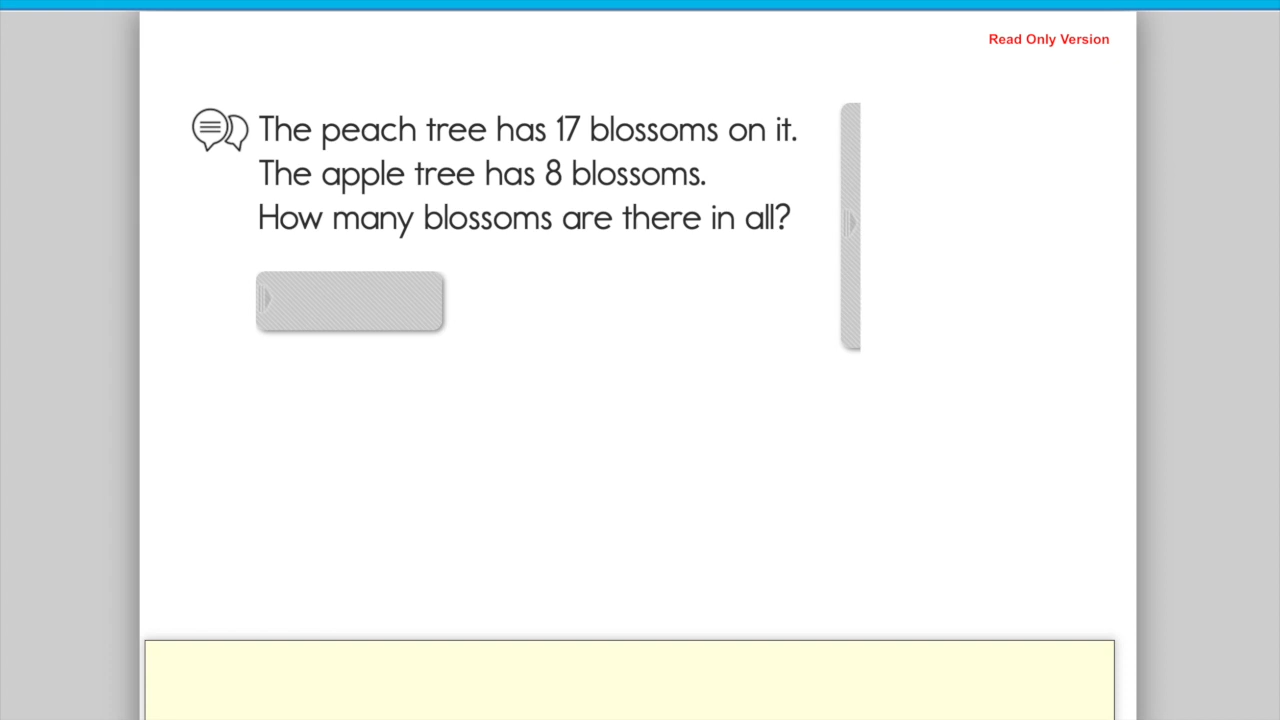 Read Only Version
The peach tree has 17 blossoms on it.
The apple tree has 8 blossoms.
How many blossoms are there in all?